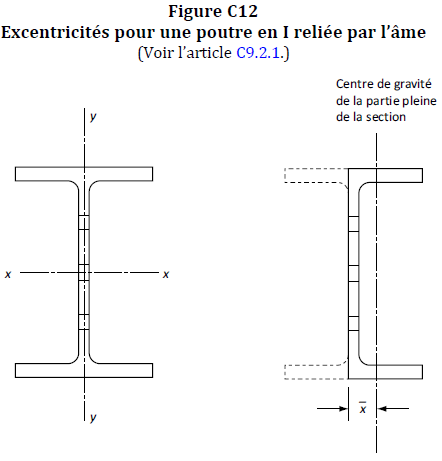 Figure C12
Excentricités pour une poutre en I reliée par l'âme
(Voir l'article C9.2.1.)
Centre de gravité
de la partie pleine
de la section
y
x
x
y
x̅